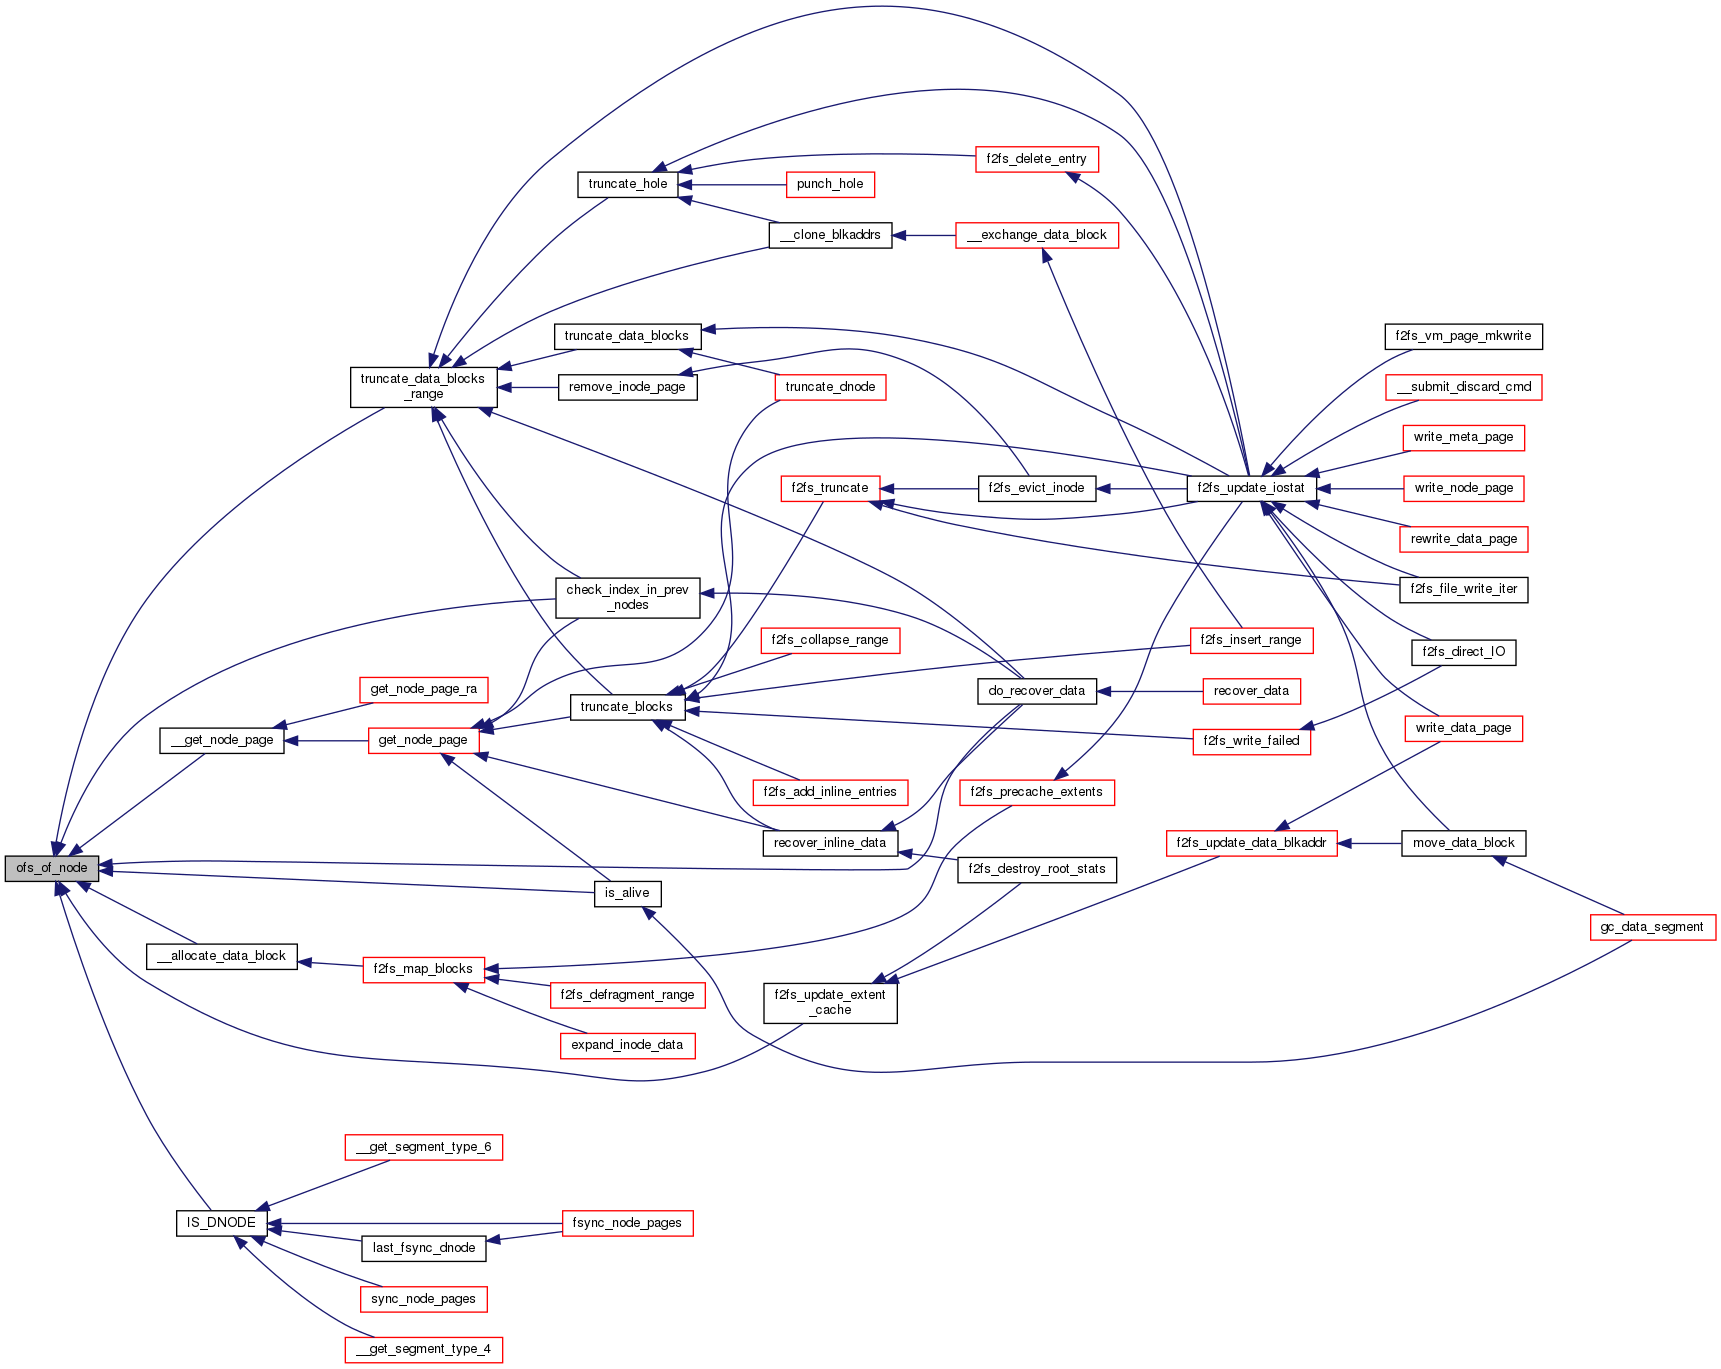 truncate_hole
f2fs_delete_entry
punch_hole
__clone_blkaddrs
__exchange_data_block
truncate_data_blocks
f2fs_vm_page_mkwrite
truncate_data_blocks
_range
remove_inode_page
truncate_dnode
__submit_discard_cmd
write_meta_page
f2fs_truncate
f2fs_evict_inode
f2fs_update_iostat
write_node_page
rewrite_data_page
check_index_in_prev
_nodes
f2fs_file_write_iter
f2fs_collapse_range
f2fs_insert_range
f2fs_direct_IO
get_node_page_ra
truncate_blocks
do_recover_data
recover_data
__get_node_page
get_node_page
f2fs_write_failed
write_data_page
f2fs_add_inline_entries
f2fs_precache_extents
recover_inline_data
f2fs_update_data_blkaddr
move_data_block
ofs_of_node
f2fs_destroy_root_stats
is_alive
gc_data_segment
__allocate_data_block
f2fs_map_blocks
f2fs_defragment_range
f2fs_update_extent
_cache
expand_inode_data
__get_segment_type_6
IS_DNODE
fsync_node_pages
last_fsync_dnode
sync_node_pages
__get_segment_type_4